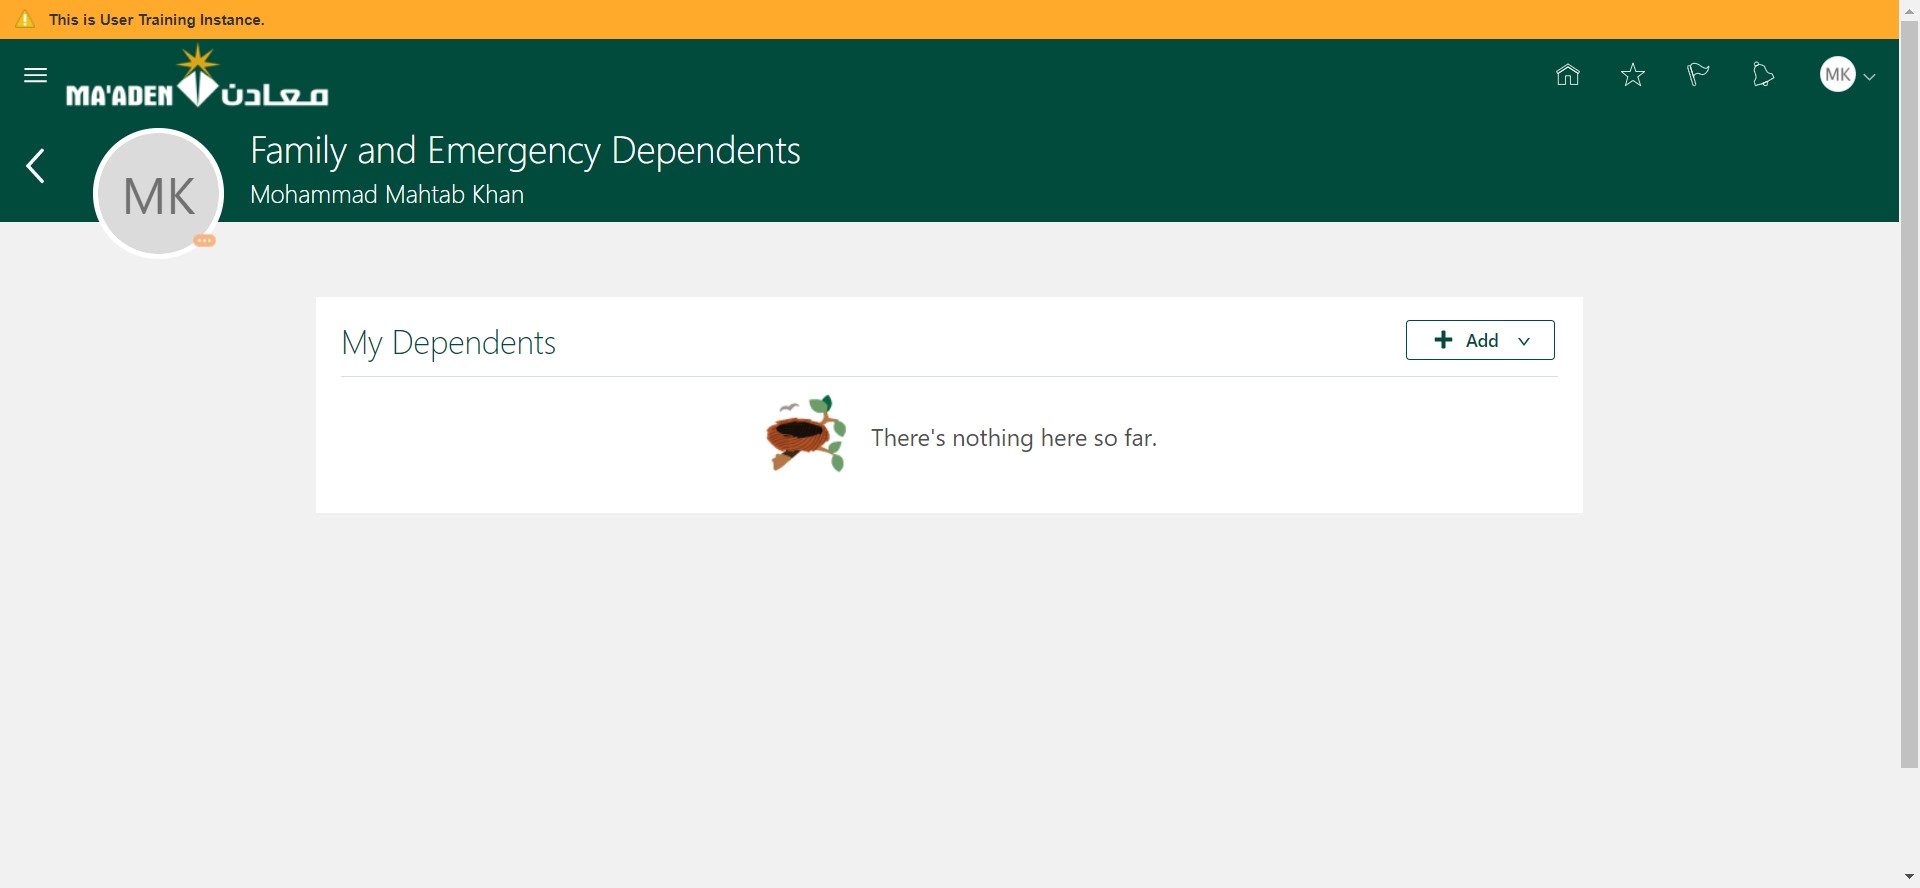 This is User Training Instance.
MA'ADEN معادن
MK
Family and Emergency Dependents
MK
Mohammad Mahtab Khan
My Dependents
Add
There's nothing here so far.